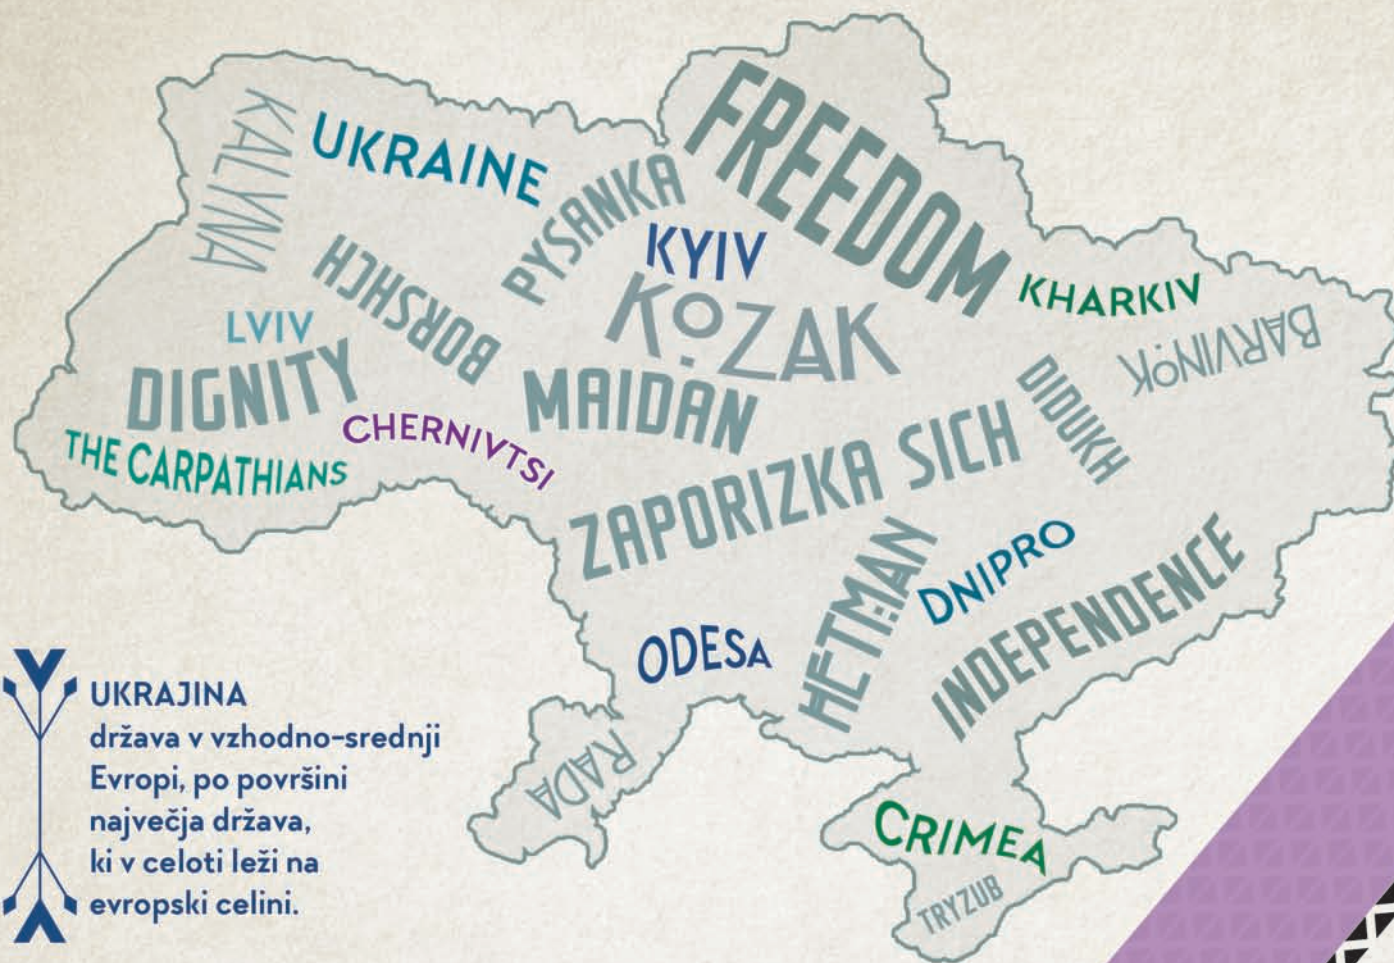 FREEDOM
KALYNA
UKRAINE
PYSANKA
KYIV
BORSHCH
KOZAK
KHARKIV
BARVINOK
LVIV
DIGNITY
MAIDAN
DIDUKH
CHERNIVTSI
THE CARPATHIANS
ZAPORIZKA SICH
HETMAN
DNIPRO
INDEPENDENCE
ODESA
RADA
CRIMEA
TRYZUB
UKRAJINA
država v vzhodno-srednji
Evropi, po površini
največja država,
ki v celoti leži na
evropski celini.